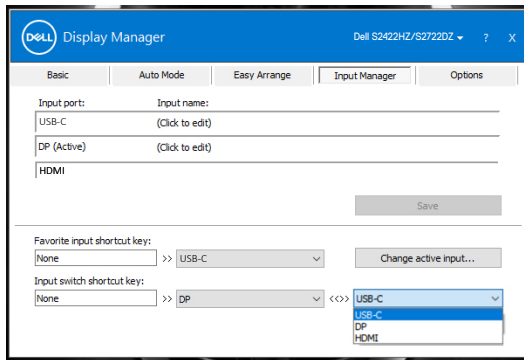 DELL Display Manager Dell S2422HZ/S2722DZ ? X
Basic Auto Mode Easy Arrange Input Manager Options
Input port: Input name:
USB-C (Click to edit)
DP (Active) (Click to edit)
HDMI
Save
Favorite input shortcut key:
None >> USB-C Change active input...
Input switch shortcut key:
None >> DP <<>> USB-C
USB-C
DP
HDMI